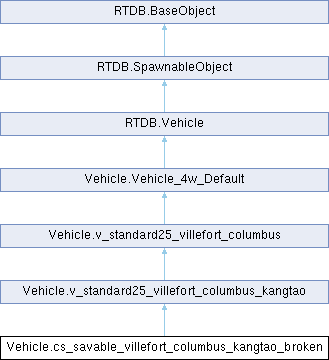 RTDB.BaseObject
RTDB.SpawnableObject
RTDB.Vehicle
Vehicle.Vehicle_4w_Default
Vehicle.v_standard25_villefort_columbus
Vehicle.v_standard25_villefort_columbus_kangtao
Vehicle.cs_savable_villefort_columbus_kangtao_broken